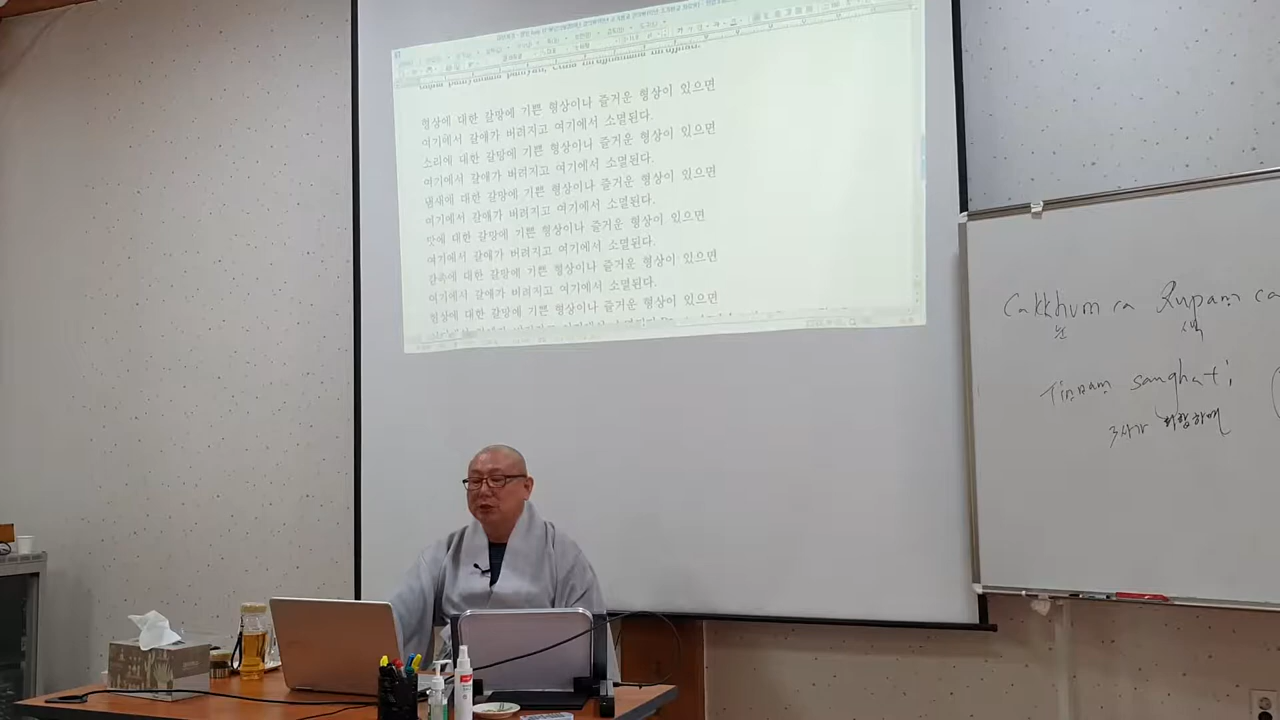 형상에 대한 갈망에 기쁜 형상이나 즐거운 형상이 있으면
여기에서 갈애가 버려지고 여기에서 소멸된다.
소리에 대한 갈망에 기쁜 형상이나 즐거운 형상이 있으면
여기에서 갈애가 버려지고 여기에서 소멸된다.
냄새에 대한 갈망에 기쁜 형상이나 즐거운 형상이 있으면
여기에서 갈애가 버려지고 여기에서 소멸된다.
맛에 대한 갈망에 기쁜 형상이나 즐거운 형상이 있으면
여기에서 갈애가 버려지고 여기에서 소멸된다.
감촉에 대한 갈망에 기쁜 형상이나 즐거운 형상이 있으면
여기에서 갈애가 버려지고 여기에서 소멸된다.
형상에 대한 갈망에 기쁜 형상이나 즐거운 형상이 있으면
Cakkhum ca Rupam ca
눈 색
Tinnam sanghati
3사가 화합하며